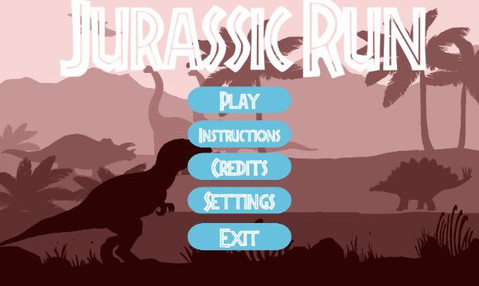 Jurassic Run
Play
Instructions
Credits
Settings
Exit